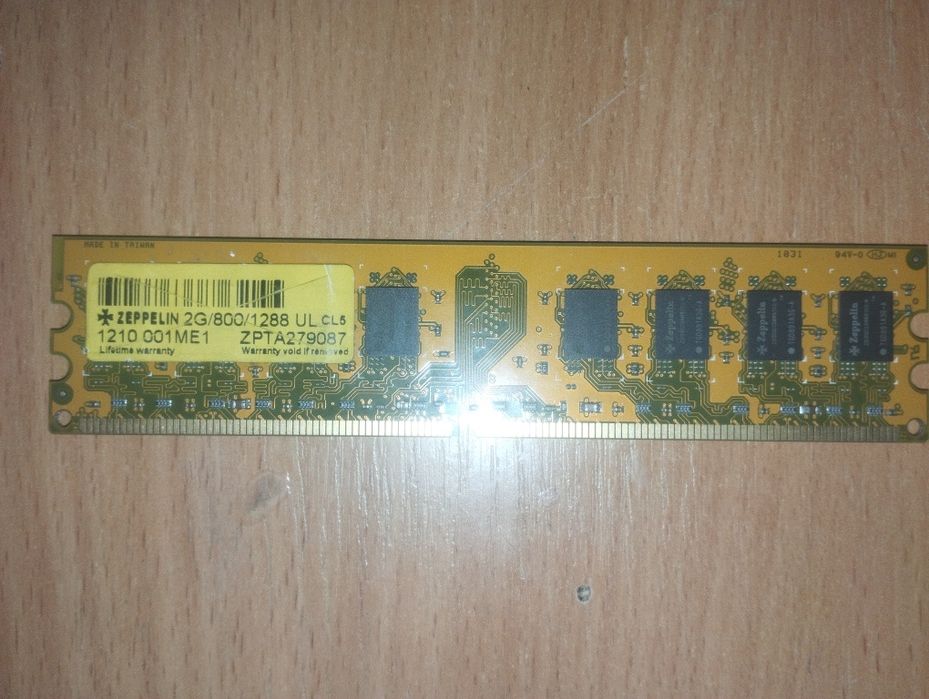 MADE IN TAIWAN
1831
94V-0
ZEPPELIN 2G/800/1288 UL CL5
1210 001ME1 ZPTA279087
Lifetime warranty Warranty void if removed
Zeppelin
Zeppelin
Zeppelin